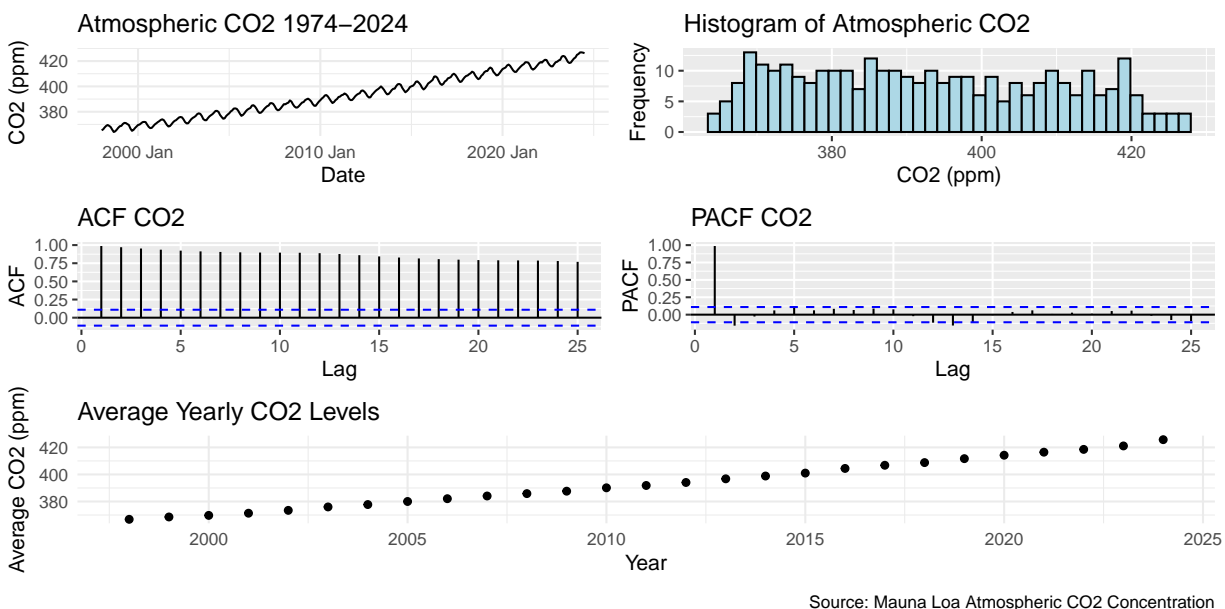 Atmospheric CO2 1974–2024
CO2 (ppm)
420
400
380
2000 Jan 2010 Jan 2020 Jan
Date
Histogram of Atmospheric CO2
Frequency
10
5
0
380 400 420
CO2 (ppm)
ACF CO2
ACF
1.00
0.75
0.50
0.25
0.00
0 5 10 15 20 25
Lag
PACF CO2
PACF
1.00
0.75
0.50
0.25
0.00
0 5 10 15 20 25
Lag
Average Yearly CO2 Levels
Average CO2 (ppm)
420
400
380
2000 2005 2010 2015 2020 2025
Year
Source: Mauna Loa Atmospheric CO2 Concentration